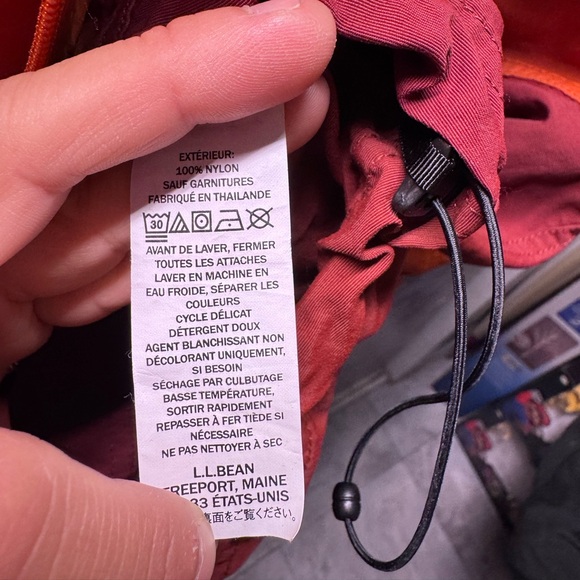 EXTÉRIEUR:
100% NYLON
SAUF GARNITURES
FABRIQUÉ EN THAILANDE
30
AVANT DE LAVER, FERMER
TOUTES LES ATTACHES
LAVER EN MACHINE EN
EAU FROIDE, SÉPARER LES
COULEURS
CYCLE DÉLICAT
DÉTERGENT DOUX
AGENT BLANCHISSANT NON
DÉCOLORANT UNIQUEMENT,
SI BESOIN
SÉCHAGE PAR CULBUTAGE
BASSE TEMPÉRATURE,
SORTIR RAPIDEMENT
REPASSER À FER TIÈDE SI
NÉCESSAIRE
NE PAS NETTOYER À SEC
L.L.BEAN
FREEPORT, MAINE
33 ÉTATS-UNIS
面をご覧ください。